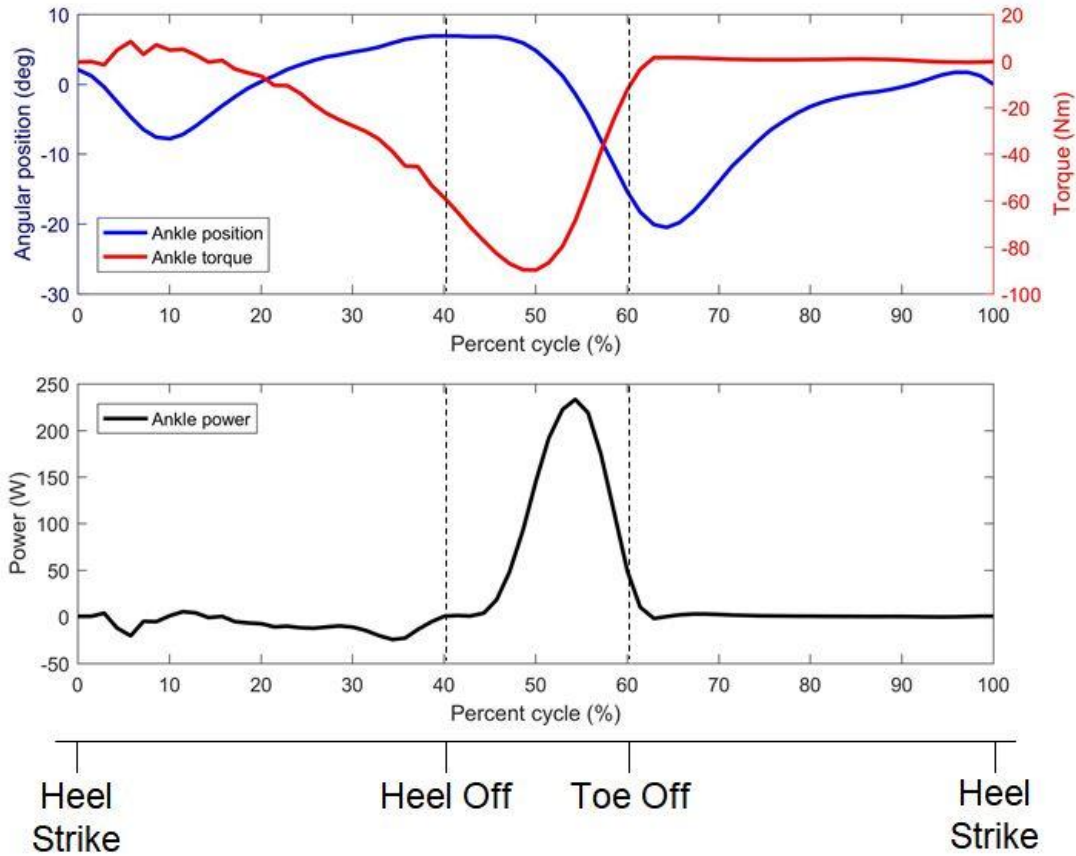 10
0
-10
-20
-30
Angular position (deg)
20
0
-20
-40
-60
-80
-100
Torque (Nm)
Ankle position
Ankle torque
0 10 20 30 40 50 60 70 80 90 100
Percent cycle (%)
250
200
150
100
50
0
-50
Power (W)
Ankle power
0 10 20 30 40 50 60 70 80 90 100
Percent cycle (%)
Heel Strike
Heel Off
Toe Off
Heel Strike